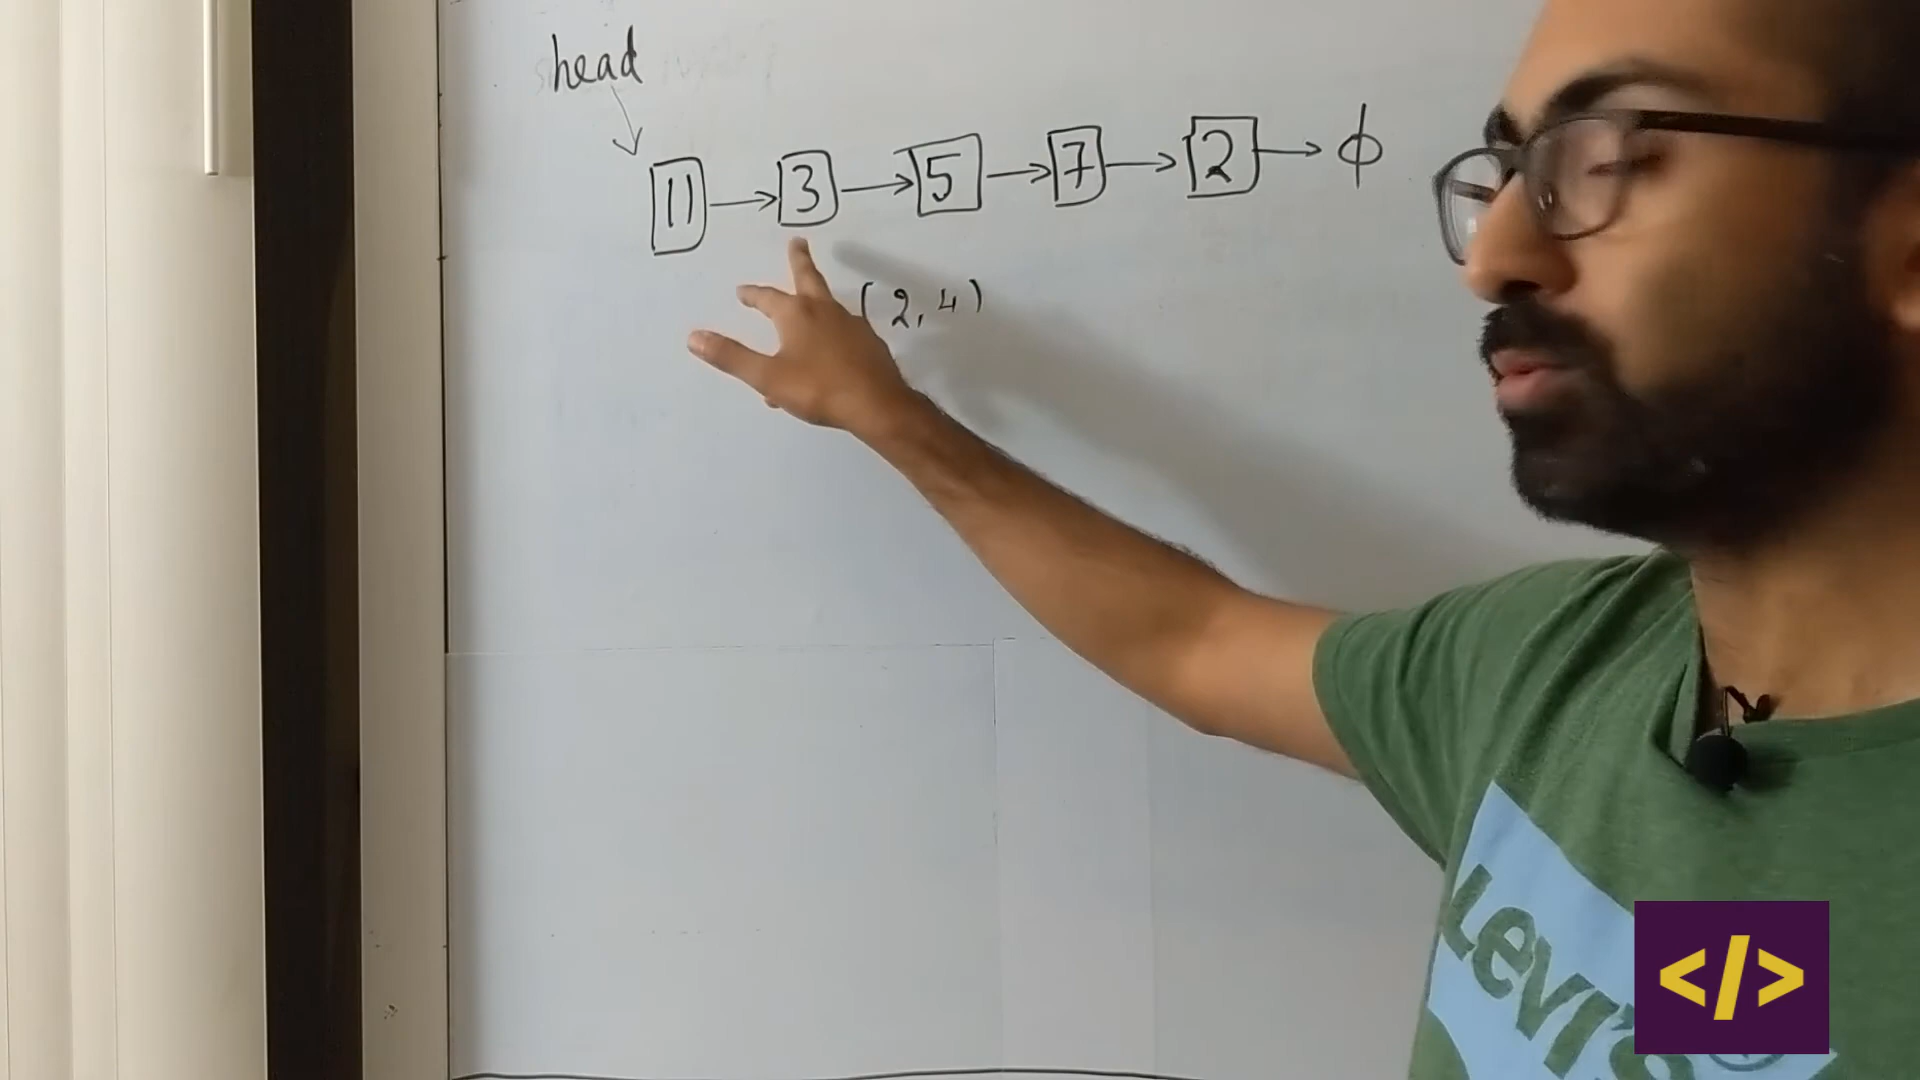 head
11 → 3 → 5 → 7 → 2 → ϕ
(2,4)
Levi's
</>